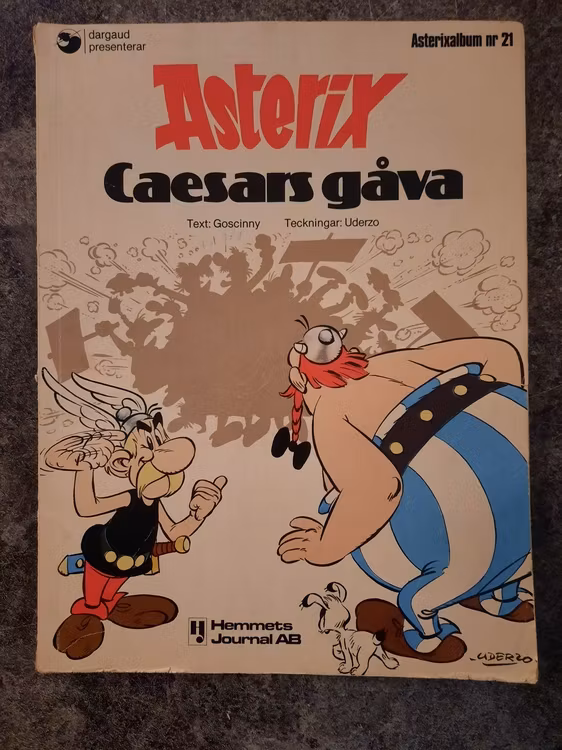 dargaud
presenterar
Asterixalbum nr 21
Asterix
Caesars gåva
Text: Goscinny Teckningar: Uderzo
Hemmets
Journal AB
UDERZO